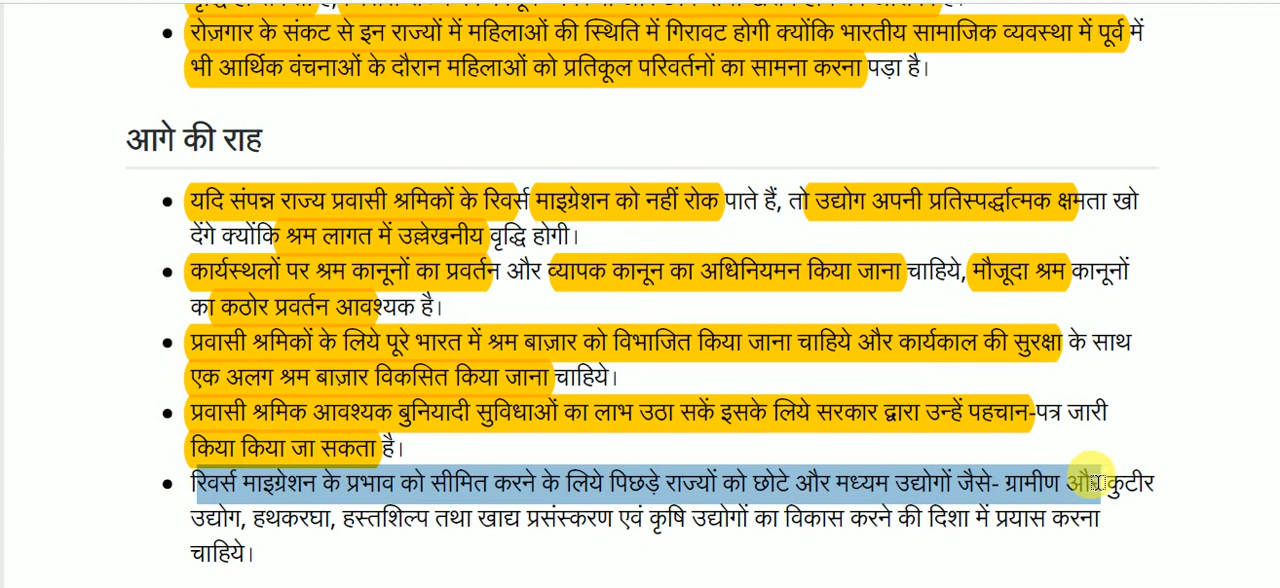 रोज़गार के संकट से इन राज्यों में महिलाओं की स्थिति में गिरावट होगी क्योंकि भारतीय सामाजिक व्यवस्था में पूर्व में
भी आर्थिक वंचनाओं के दौरान महिलाओं को प्रतिकूल परिवर्तनों का सामना करना पड़ा है।
आगे की राह
यदि संपन्न राज्य प्रवासी श्रमिकों के रिवर्स माइग्रेशन को नहीं रोक पाते हैं, तो उद्योग अपनी प्रतिस्पर्द्धात्मक क्षमता खो
देंगे क्योंकि श्रम लागत में उल्लेखनीय वृद्धि होगी।
कार्यस्थलों पर श्रम कानूनों का प्रवर्तन और व्यापक कानून का अधिनियमन किया जाना चाहिये, मौजूदा श्रम कानूनों
का कठोर प्रवर्तन आवश्यक है।
प्रवासी श्रमिकों के लिये पूरे भारत में श्रम बाज़ार को विभाजित किया जाना चाहिये और कार्यकाल की सुरक्षा के साथ
एक अलग श्रम बाज़ार विकसित किया जाना चाहिये।
प्रवासी श्रमिक आवश्यक बुनियादी सुविधाओं का लाभ उठा सकें इसके लिये सरकार द्वारा उन्हें पहचान-पत्र जारी
किया किया जा सकता है।
रिवर्स माइग्रेशन के प्रभाव को सीमित करने के लिये पिछड़े राज्यों को छोटे और मध्यम उद्योगों जैसे- ग्रामीण और कुटीर
उद्योग, हथकरघा, हस्तशिल्प तथा खाद्य प्रसंस्करण एवं कृषि उद्योगों का विकास करने की दिशा में प्रयास करना
चाहिये।